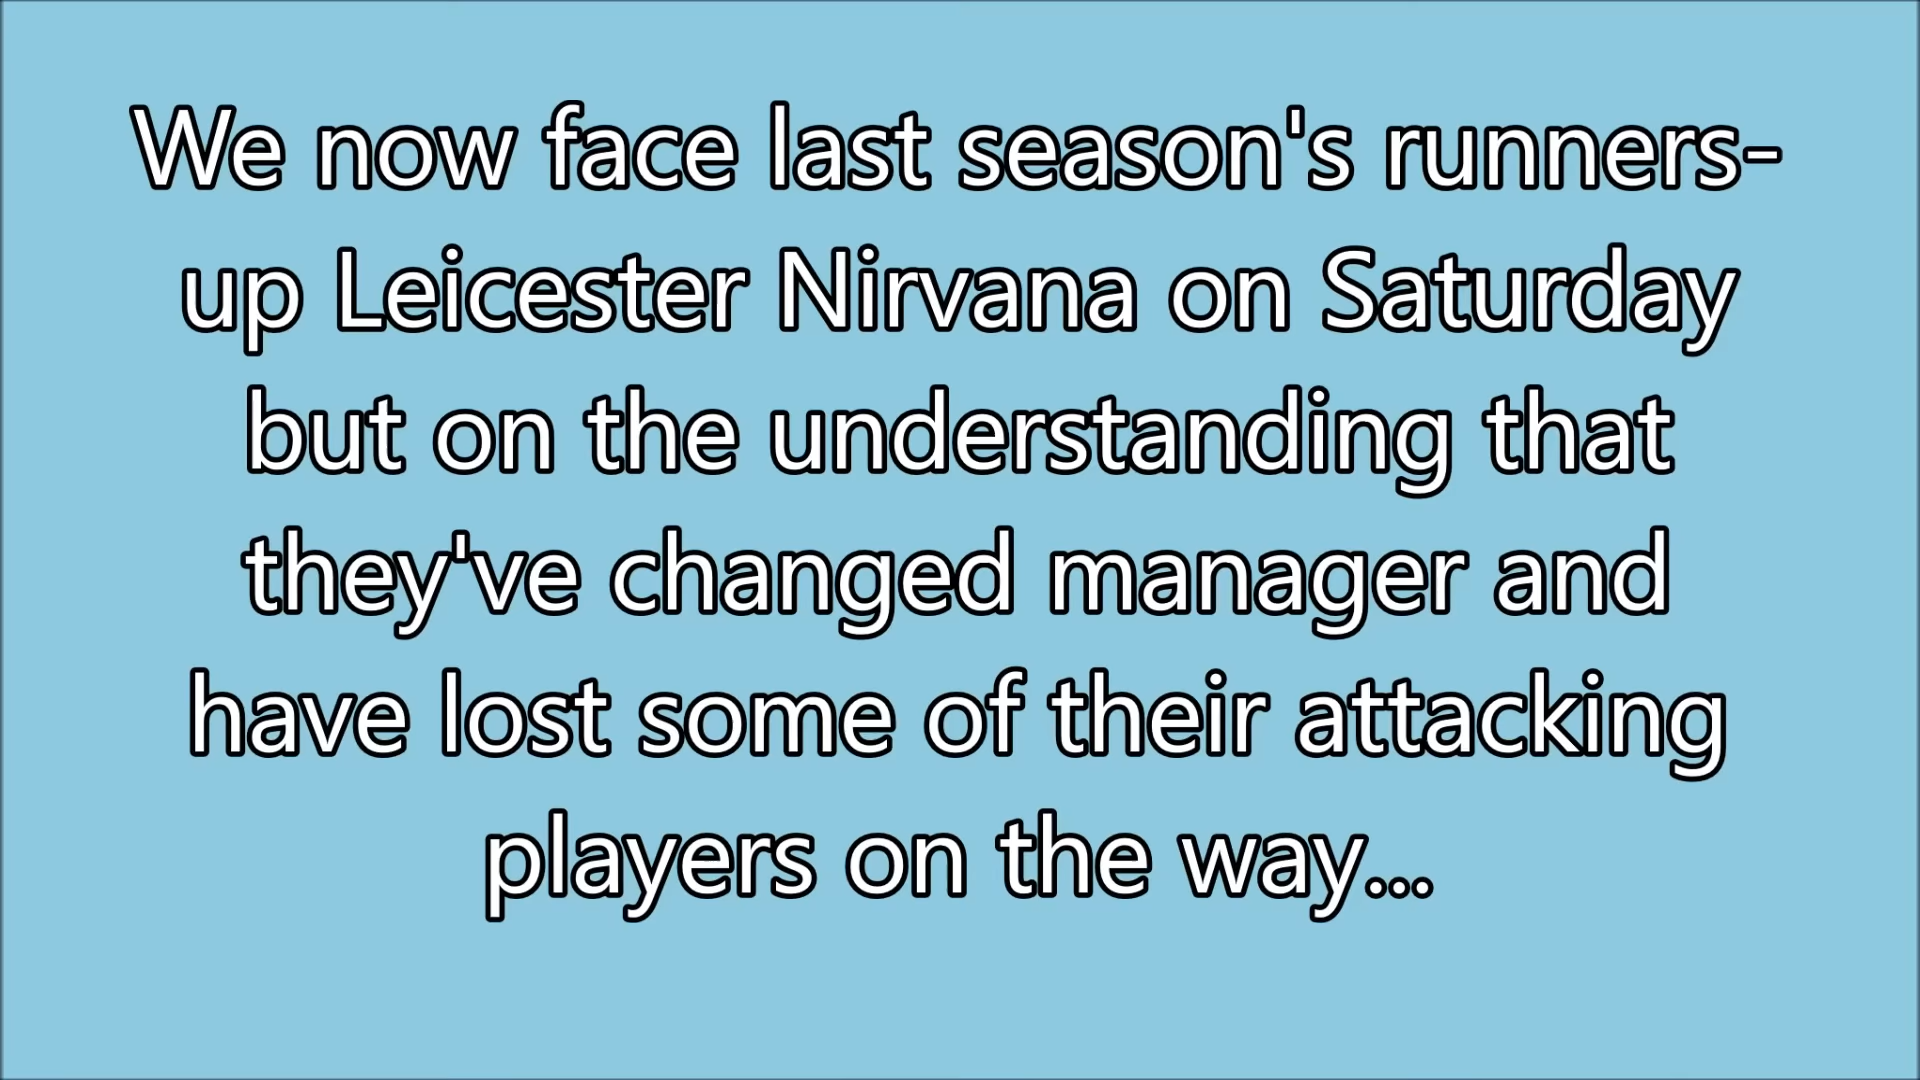 We now face last season's runners-
up Leicester Nirvana on Saturday
but on the understanding that
they've changed manager and
have lost some of their attacking
players on the way...